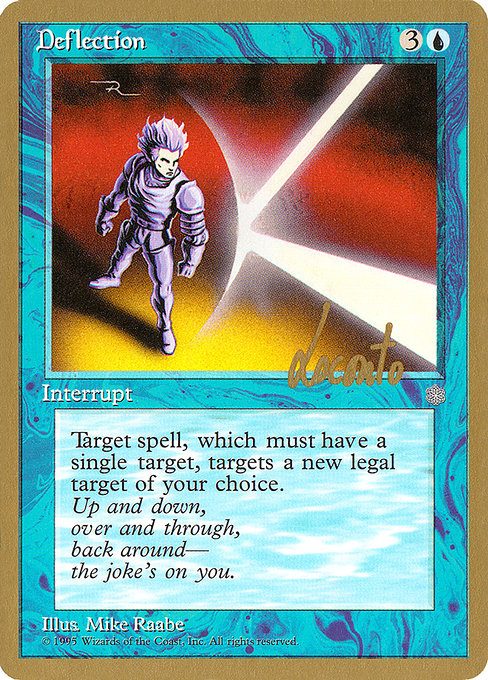 Deflection 3
R
Loconto
Interrupt
Target spell, which must have a
single target, targets a new legal
target of your choice.
Up and down,
over and through,
back around—
the joke's on you.
Illus. Mike Raabe
© 1995 Wizards of the Coast, Inc. All rights reserved.